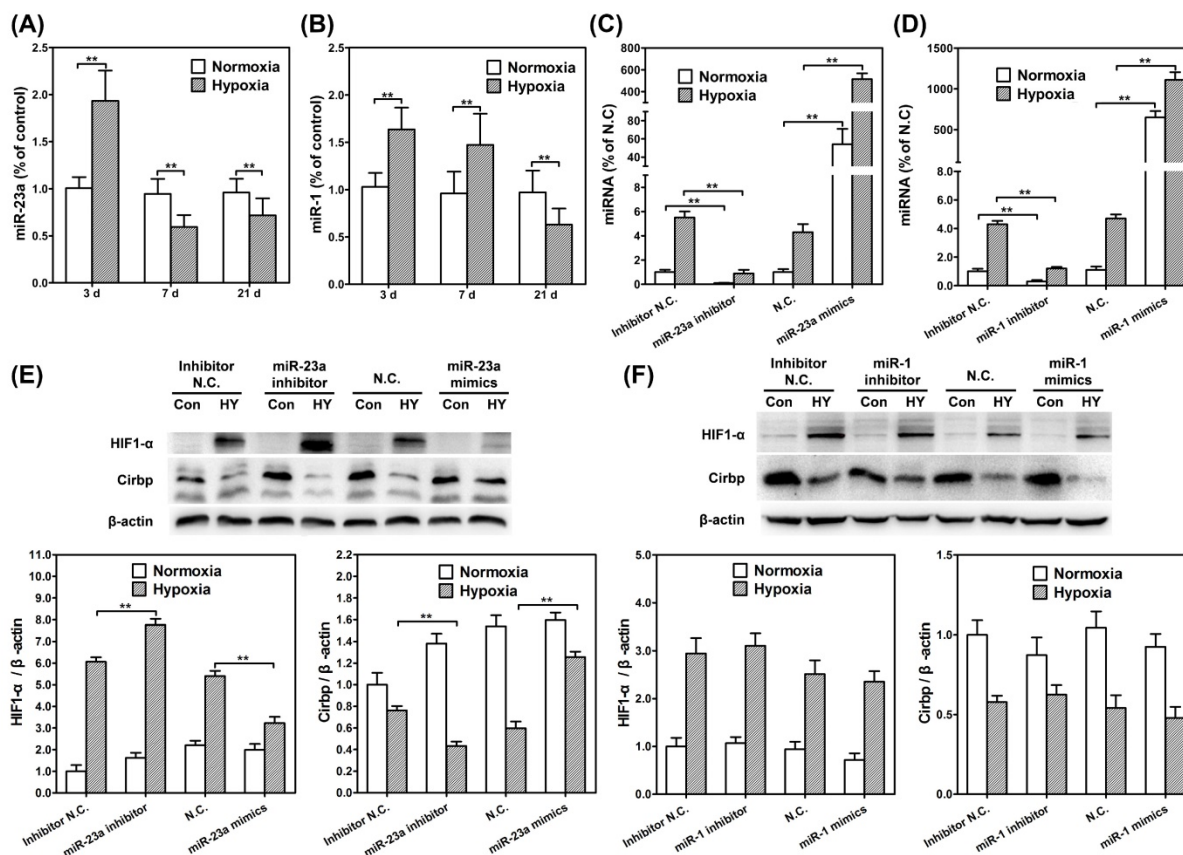 (A)
miR-23a (% of control)
2.5
2.0
1.5
1.0
0.5
0.0
Normoxia
Hypoxia
**
**
**
3 d
7 d
21 d
(B)
miR-1 (% of control)
2.5
2.0
1.5
1.0
0.5
0.0
Normoxia
Hypoxia
**
**
**
3 d
7 d
21 d
(C)
miRNA (% of N.C)
800
600
500
400
100
80
60
40
20
8
6
4
2
0
Normoxia
Hypoxia
**
**
**
**
Inhibitor N.C.
miR-23a inhibitor
N.C.
miR-23a mimics
(D)
miRNA (% of N.C)
1500
1000
500
8.0
6.0
4.0
2.0
0.0
Normoxia
Hypoxia
**
**
**
**
Inhibitor N.C.
miR-1 inhibitor
N.C.
miR-1 mimics
(E)
Inhibitor N.C.
miR-23a inhibitor
N.C.
miR-23a mimics
Con HY Con HY Con HY Con HY
HIF1-α
Cirbp
β-actin
HIF1-α / β -actin
11.0
10.0
9.0
8.0
7.0
6.0
5.0
4.0
3.0
2.0
1.0
0.0
Normoxia
Hypoxia
**
**
Inhibitor N.C.
miR-23a inhibitor
N.C.
miR-23a mimics
Cirbp / β -actin
2.2
2.0
1.8
1.6
1.4
1.2
1.0
0.8
0.6
0.4
0.2
0.0
Normoxia
Hypoxia
**
**
Inhibitor N.C.
miR-23a inhibitor
N.C.
miR-23a mimics
(F)
Inhibitor N.C.
miR-1 inhibitor
N.C.
miR-1 mimics
Con HY Con HY Con HY Con HY
HIF1-α
Cirbp
β-actin
HIF1-α / β -actin
5.0
4.0
3.0
2.0
1.0
0.0
Normoxia
Hypoxia
Inhibitor N.C.
miR-1 inhibitor
N.C.
miR-1 mimics
Cirbp / β -actin
1.5
1.0
0.5
0.0
Normoxia
Hypoxia
Inhibitor N.C.
miR-1 inhibitor
N.C.
miR-1 mimics